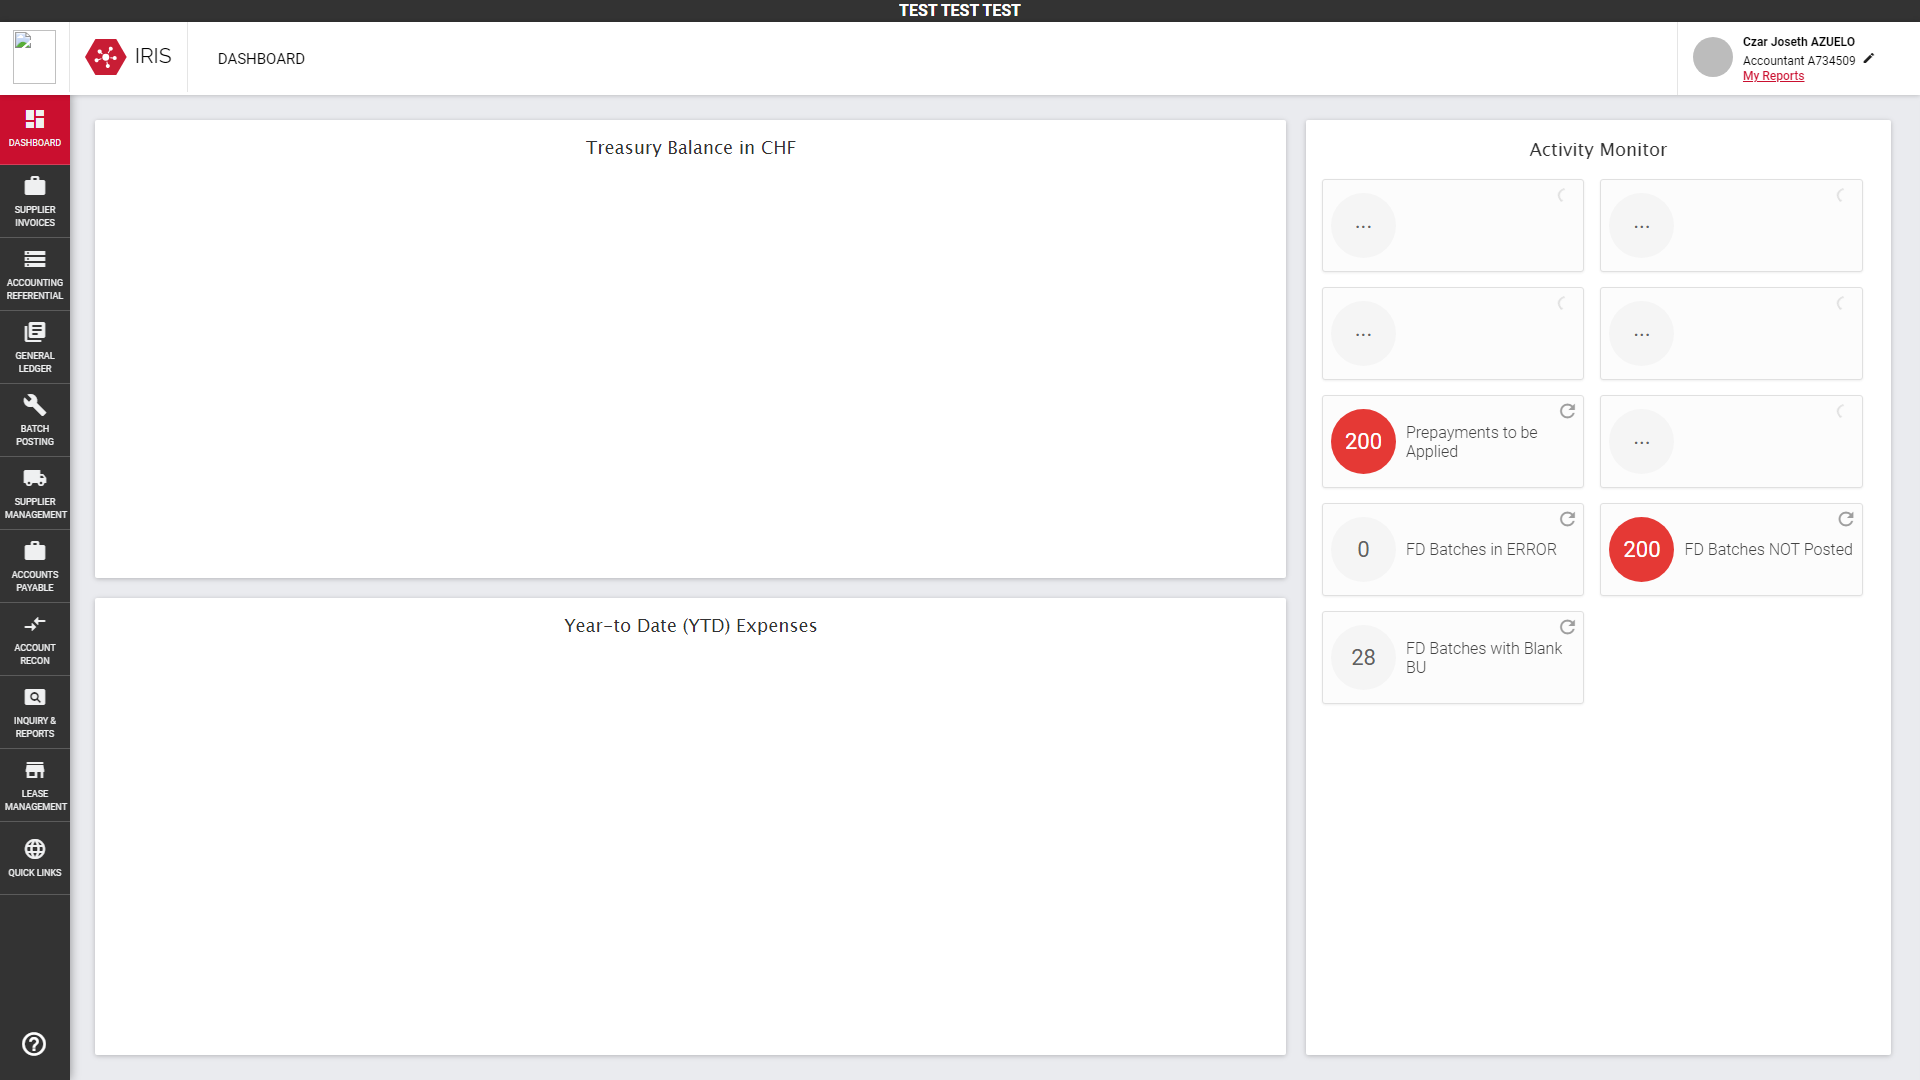 TEST TEST TEST
IRIS
DASHBOARD
Czar Joseth AZUELO
Accountant A734509
My Reports
DASHBOARD
SUPPLIER
INVOICES
ACCOUNTING
REFERENTIAL
GENERAL
LEDGER
BATCH
POSTING
SUPPLIER
MANAGEMENT
ACCOUNTS
PAYABLE
ACCOUNT
RECON
INQUIRY &
REPORTS
LEASE
MANAGEMENT
QUICK LINKS
Treasury Balance in CHF
Year-to Date (YTD) Expenses
Activity Monitor
...
...
...
...
200
Prepayments to be
Applied
...
0
FD Batches in ERROR
200
FD Batches NOT Posted
28
FD Batches with Blank
BU